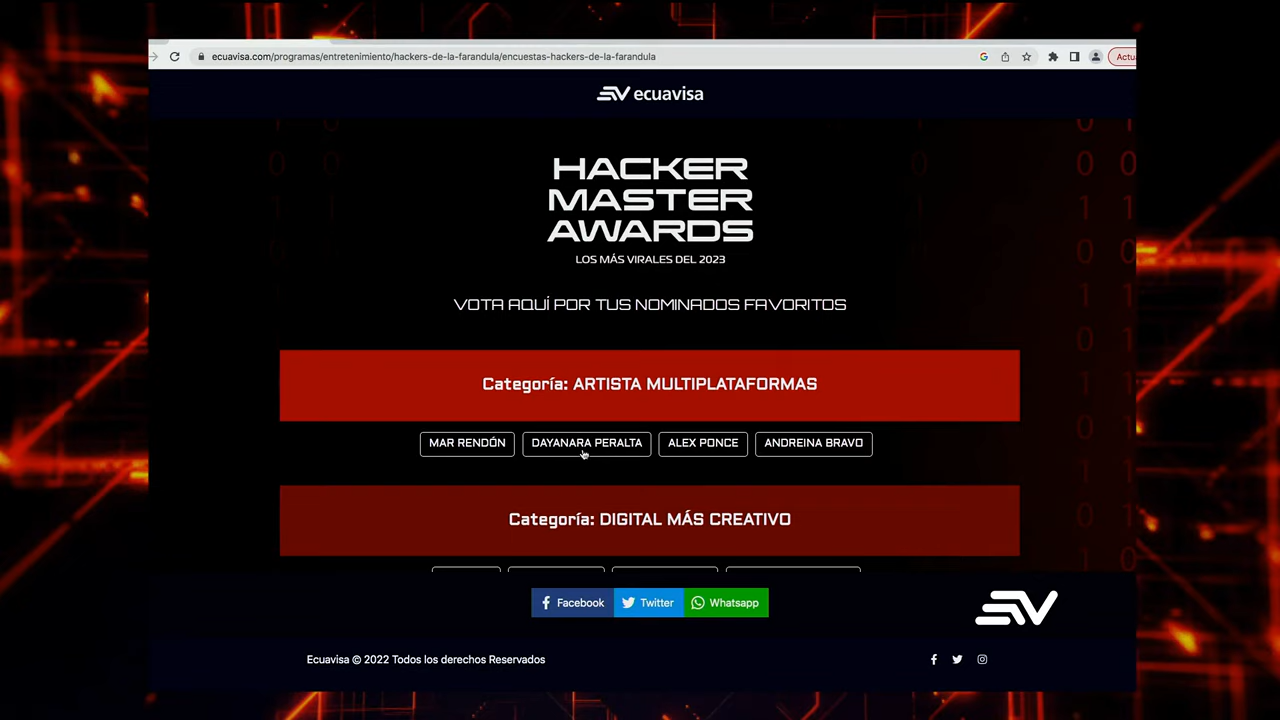 ecuavisa.com/programas/entretenimiento/hackers-de-la-farandula/encuestas-hackers-de-la-farandula
ecuavisa
HACKER
MASTER
AWARDS
LOS MÁS VIRALES DEL 2023
VOTA AQUÍ POR TUS NOMINADOS FAVORITOS
Categoría: ARTISTA MULTIPLATAFORMAS
MAR RENDÓN DAYANARA PERALTA ALEX PONCE ANDREINA BRAVO
Categoría: DIGITAL MÁS CREATIVO
Facebook Twitter Whatsapp
Ecuavisa © 2022 Todos los derechos Reservados